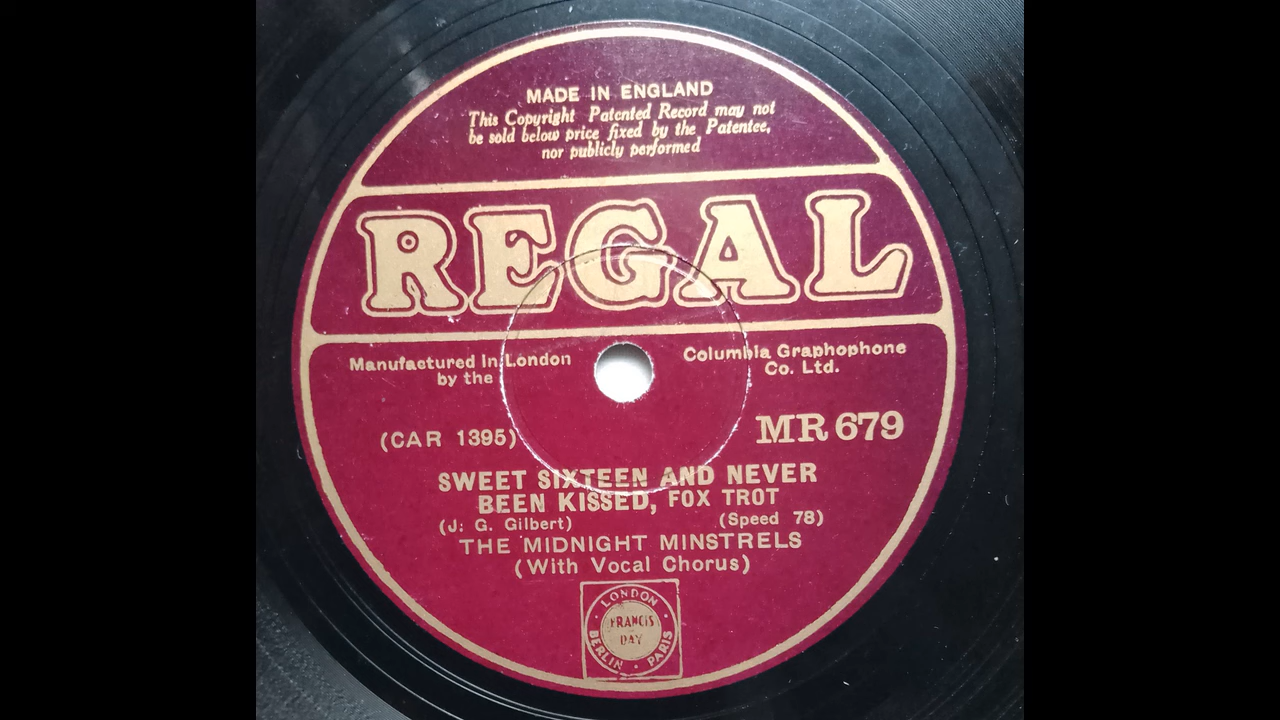 MADE IN ENGLAND
This Copyright Patented Record may not
be sold below price fixed by the Patentee,
nor publicly performed
REGAL
Manufactured In London
by the
Columbia Graphophone
Co. Ltd.
(CAR 1395)
MR 679
SWEET SIXTEEN AND NEVER
BEEN KISSED, FOX TROT
(J: G. Gilbert)
(Speed 78)
THE MIDNIGHT MINSTRELS
(With Vocal Chorus)
LONDON
FRANCIS
DAY
BERLIN · PARIS